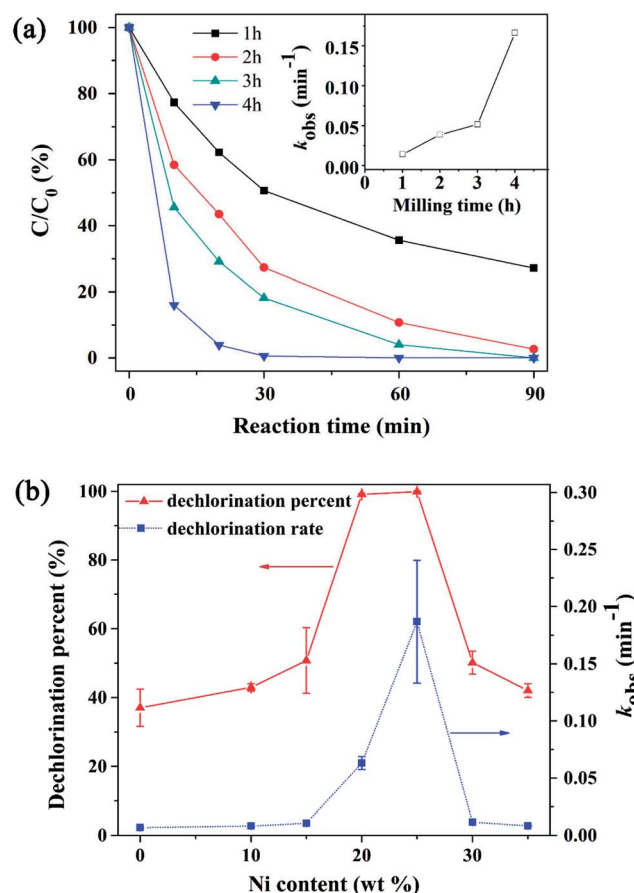 (a)
100
80
60
40
20
0
C/C0 (%)
1h
2h
3h
4h
0.15
0.10
0.05
0.00
kobs (min-1)
0 1 2 3 4
Milling time (h)
0 30 60 90
Reaction time (min)
(b)
100
80
60
40
20
0
Dechlorination percent (%)
dechlorination percent
dechlorination rate
0.30
0.25
0.20
0.15
0.10
0.05
0.00
kobs (min-1)
0 10 20 30
Ni content (wt %)